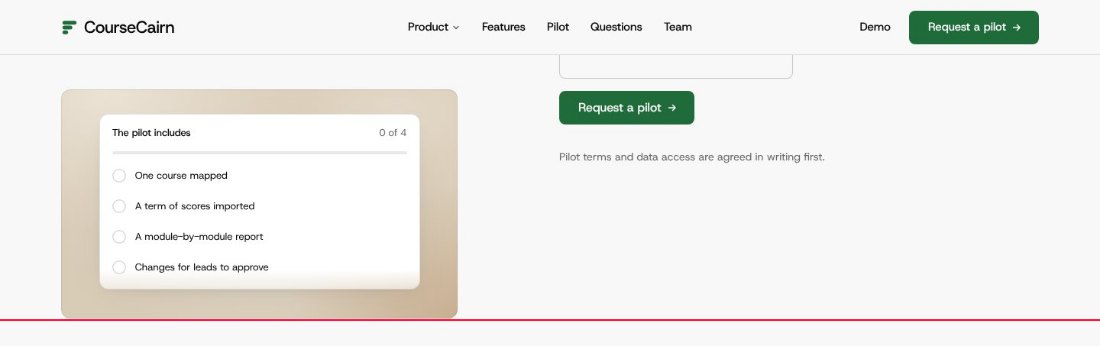 CourseCairn
Product
Features
Pilot
Questions
Team
Demo
Request a pilot →
The pilot includes
0 of 4
One course mapped
A term of scores imported
A module-by-module report
Changes for leads to approve
Request a pilot →
Pilot terms and data access are agreed in writing first.